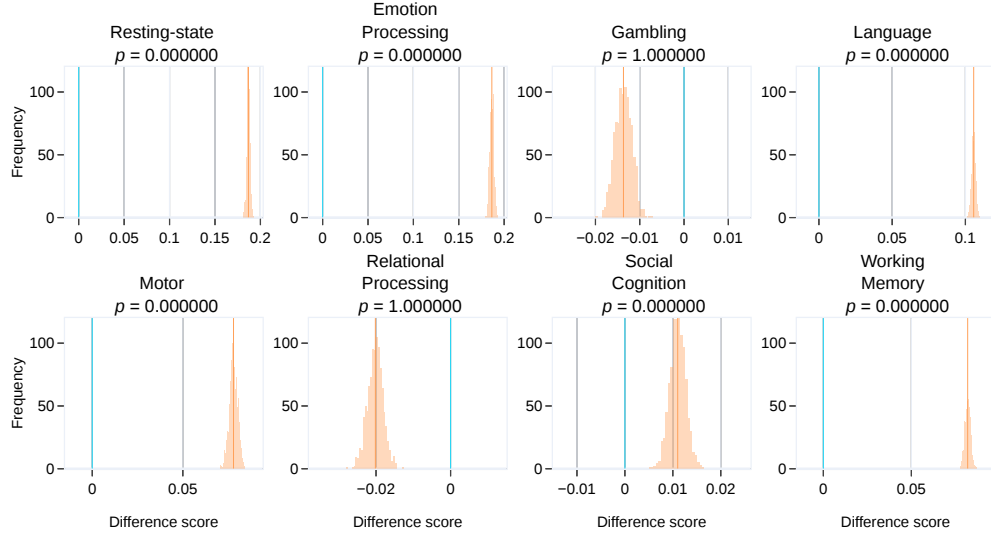 Resting-state
p = 0.000000
Emotion
Processing
p = 0.000000
Gambling
p = 1.000000
Language
p = 0.000000
Frequency
100
50
0
0
0.05
0.1
0.15
0.2
100
50
0
0
0.05
0.1
0.15
0.2
100
50
0
−0.02
−0.01
0
0.01
100
50
0
0
0.1
Motor
p = 0.000000
Relational
Processing
p = 1.000000
Social
Cognition
p = 0.000000
Working
Memory
p = 0.000000
Frequency
100
50
0
0
0.05
Difference score
100
50
0
−0.02
0
Difference score
100
50
0
−0.01
0
0.01
0.02
Difference score
100
50
0
0
0.05
Difference score